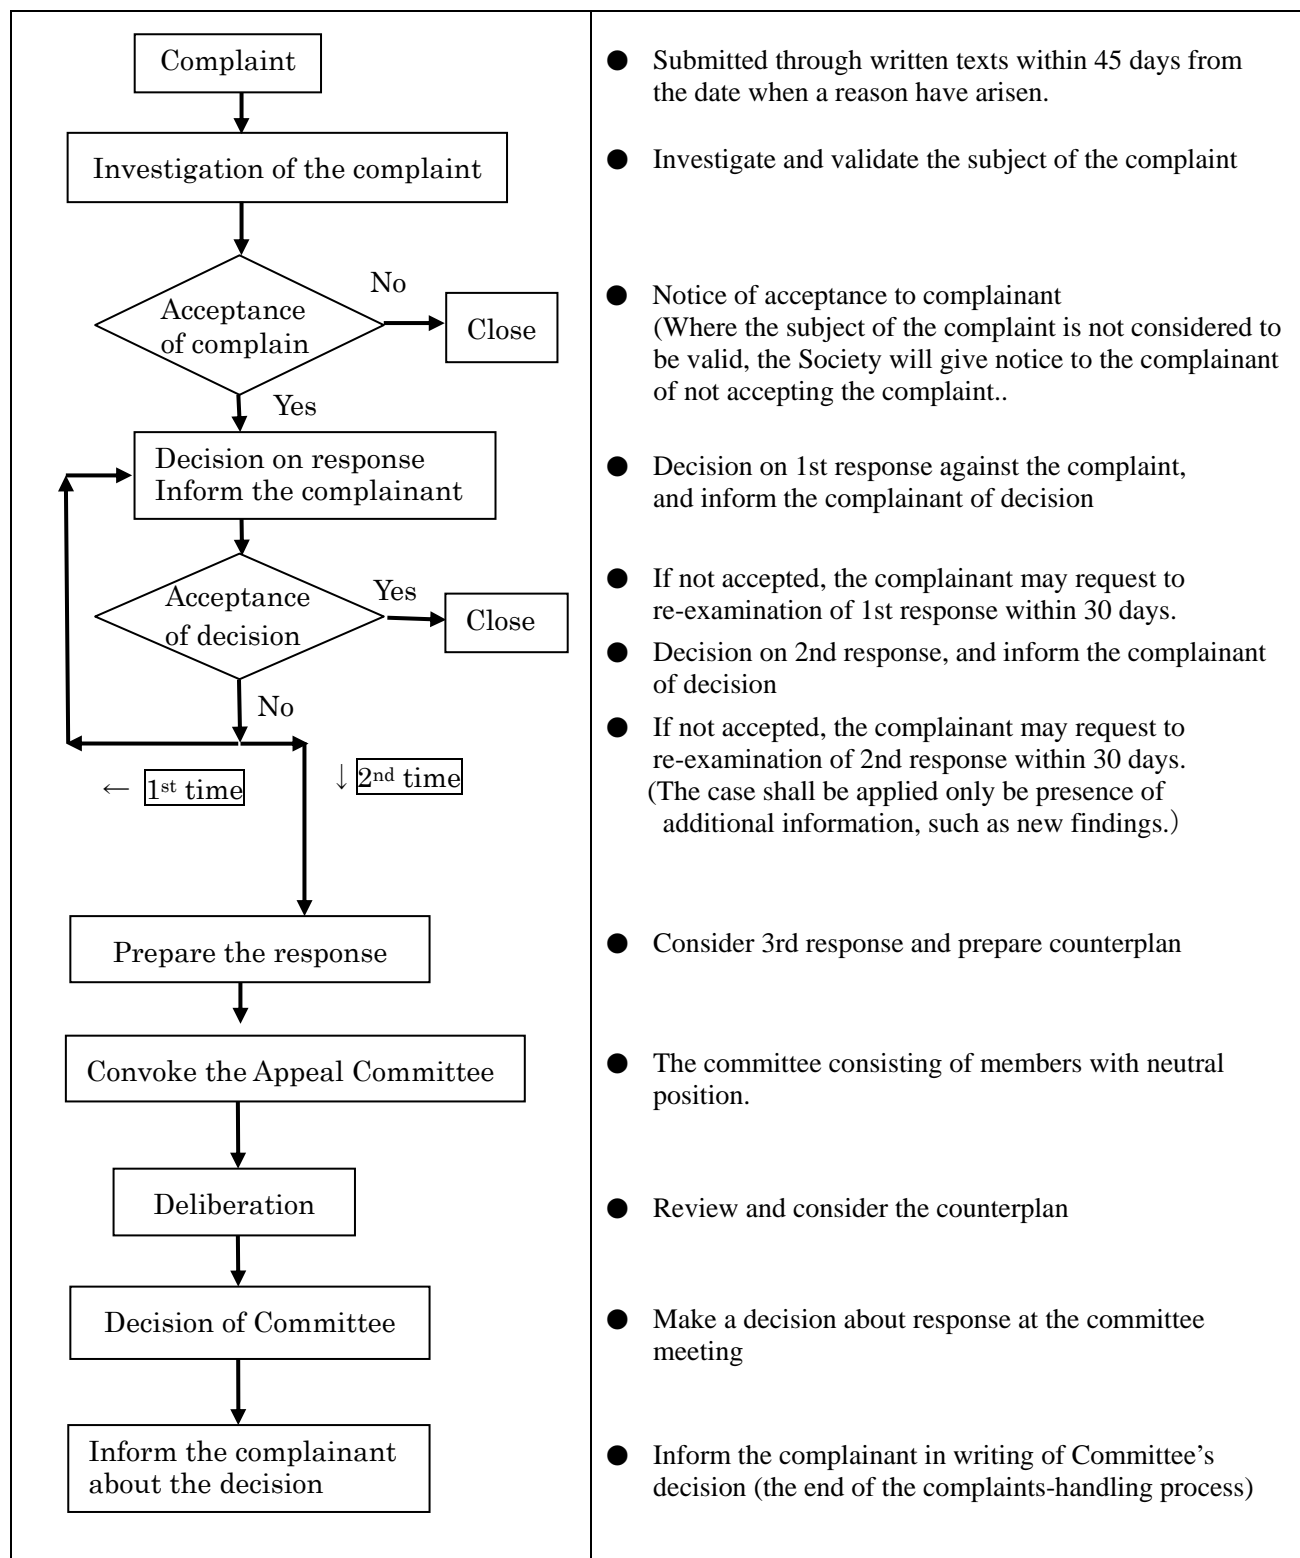 Complaint
● Submitted through written texts within 45 days from
the date when a reason have arisen.
Investigation of the complaint
● Investigate and validate the subject of the complaint
Acceptance
of complain
No
Close
Yes
● Notice of acceptance to complainant
(Where the subject of the complaint is not considered to
be valid, the Society will give notice to the complainant
of not accepting the complaint..
Decision on response
Inform the complainant
● Decision on 1st response against the complaint,
and inform the complainant of decision
Acceptance
of decision
Yes
Close
No
● If not accepted, the complainant may request to
re-examination of 1st response within 30 days.
● Decision on 2nd response, and inform the complainant
of decision
← 1st time
↓ 2nd time
● If not accepted, the complainant may request to
re-examination of 2nd response within 30 days.
(The case shall be applied only be presence of
additional information, such as new findings.）
Prepare the response
● Consider 3rd response and prepare counterplan
Convoke the Appeal Committee
● The committee consisting of members with neutral
position.
Deliberation
● Review and consider the counterplan
Decision of Committee
● Make a decision about response at the committee
meeting
Inform the complainant
about the decision
● Inform the complainant in writing of Committee’s
decision (the end of the complaints-handling process)